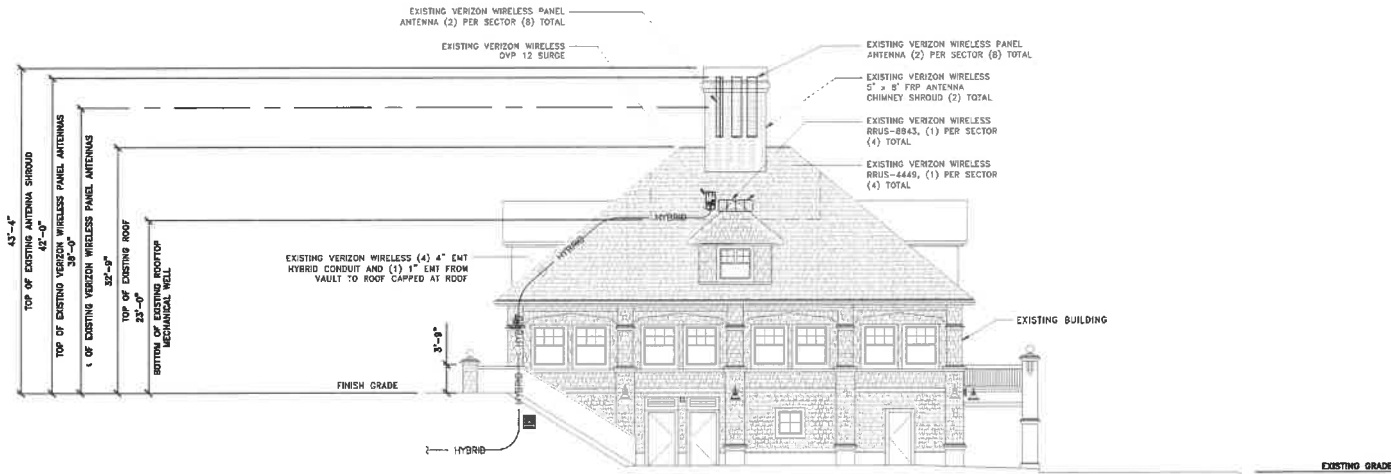 EXISTING VERIZON WIRELESS PANEL
ANTENNA (2) PER SECTOR (8) TOTAL
EXISTING VERIZON WIRELESS
OVP 12 SURGE
EXISTING VERIZON WIRELESS PANEL
ANTENNA (2) PER SECTOR (8) TOTAL
EXISTING VERIZON WIRELESS
5' x 8' FRP ANTENNA
CHIMNEY SHROUD (2) TOTAL
EXISTING VERIZON WIRELESS
RRUS-8843, (1) PER SECTOR
(4) TOTAL
EXISTING VERIZON WIRELESS
RRUS-4449, (1) PER SECTOR
(4) TOTAL
43'-4"
TOP OF EXISTING ANTENNA SHROUD
42'-0"
TOP OF EXISTING VERIZON WIRELESS PANEL ANTENNAS
38'-0"
OF EXISTING VERIZON WIRELESS PANEL ANTENNAS
32'-9"
TOP OF EXISTING ROOF
23'-0"
BOTTOM OF EXISTING ROOFTOP
MECHANICAL WELL
HYBRID
HYBRID
EXISTING VERIZON WIRELESS (4) 4" EMT
HYBRID CONDUIT AND (1) 1" EMT FROM
VAULT TO ROOF CAPPED AT ROOF
HYBRID
EXISTING BUILDING
3'-9"
FINISH GRADE
HYBRID
HYBRID
EXISTING GRADE